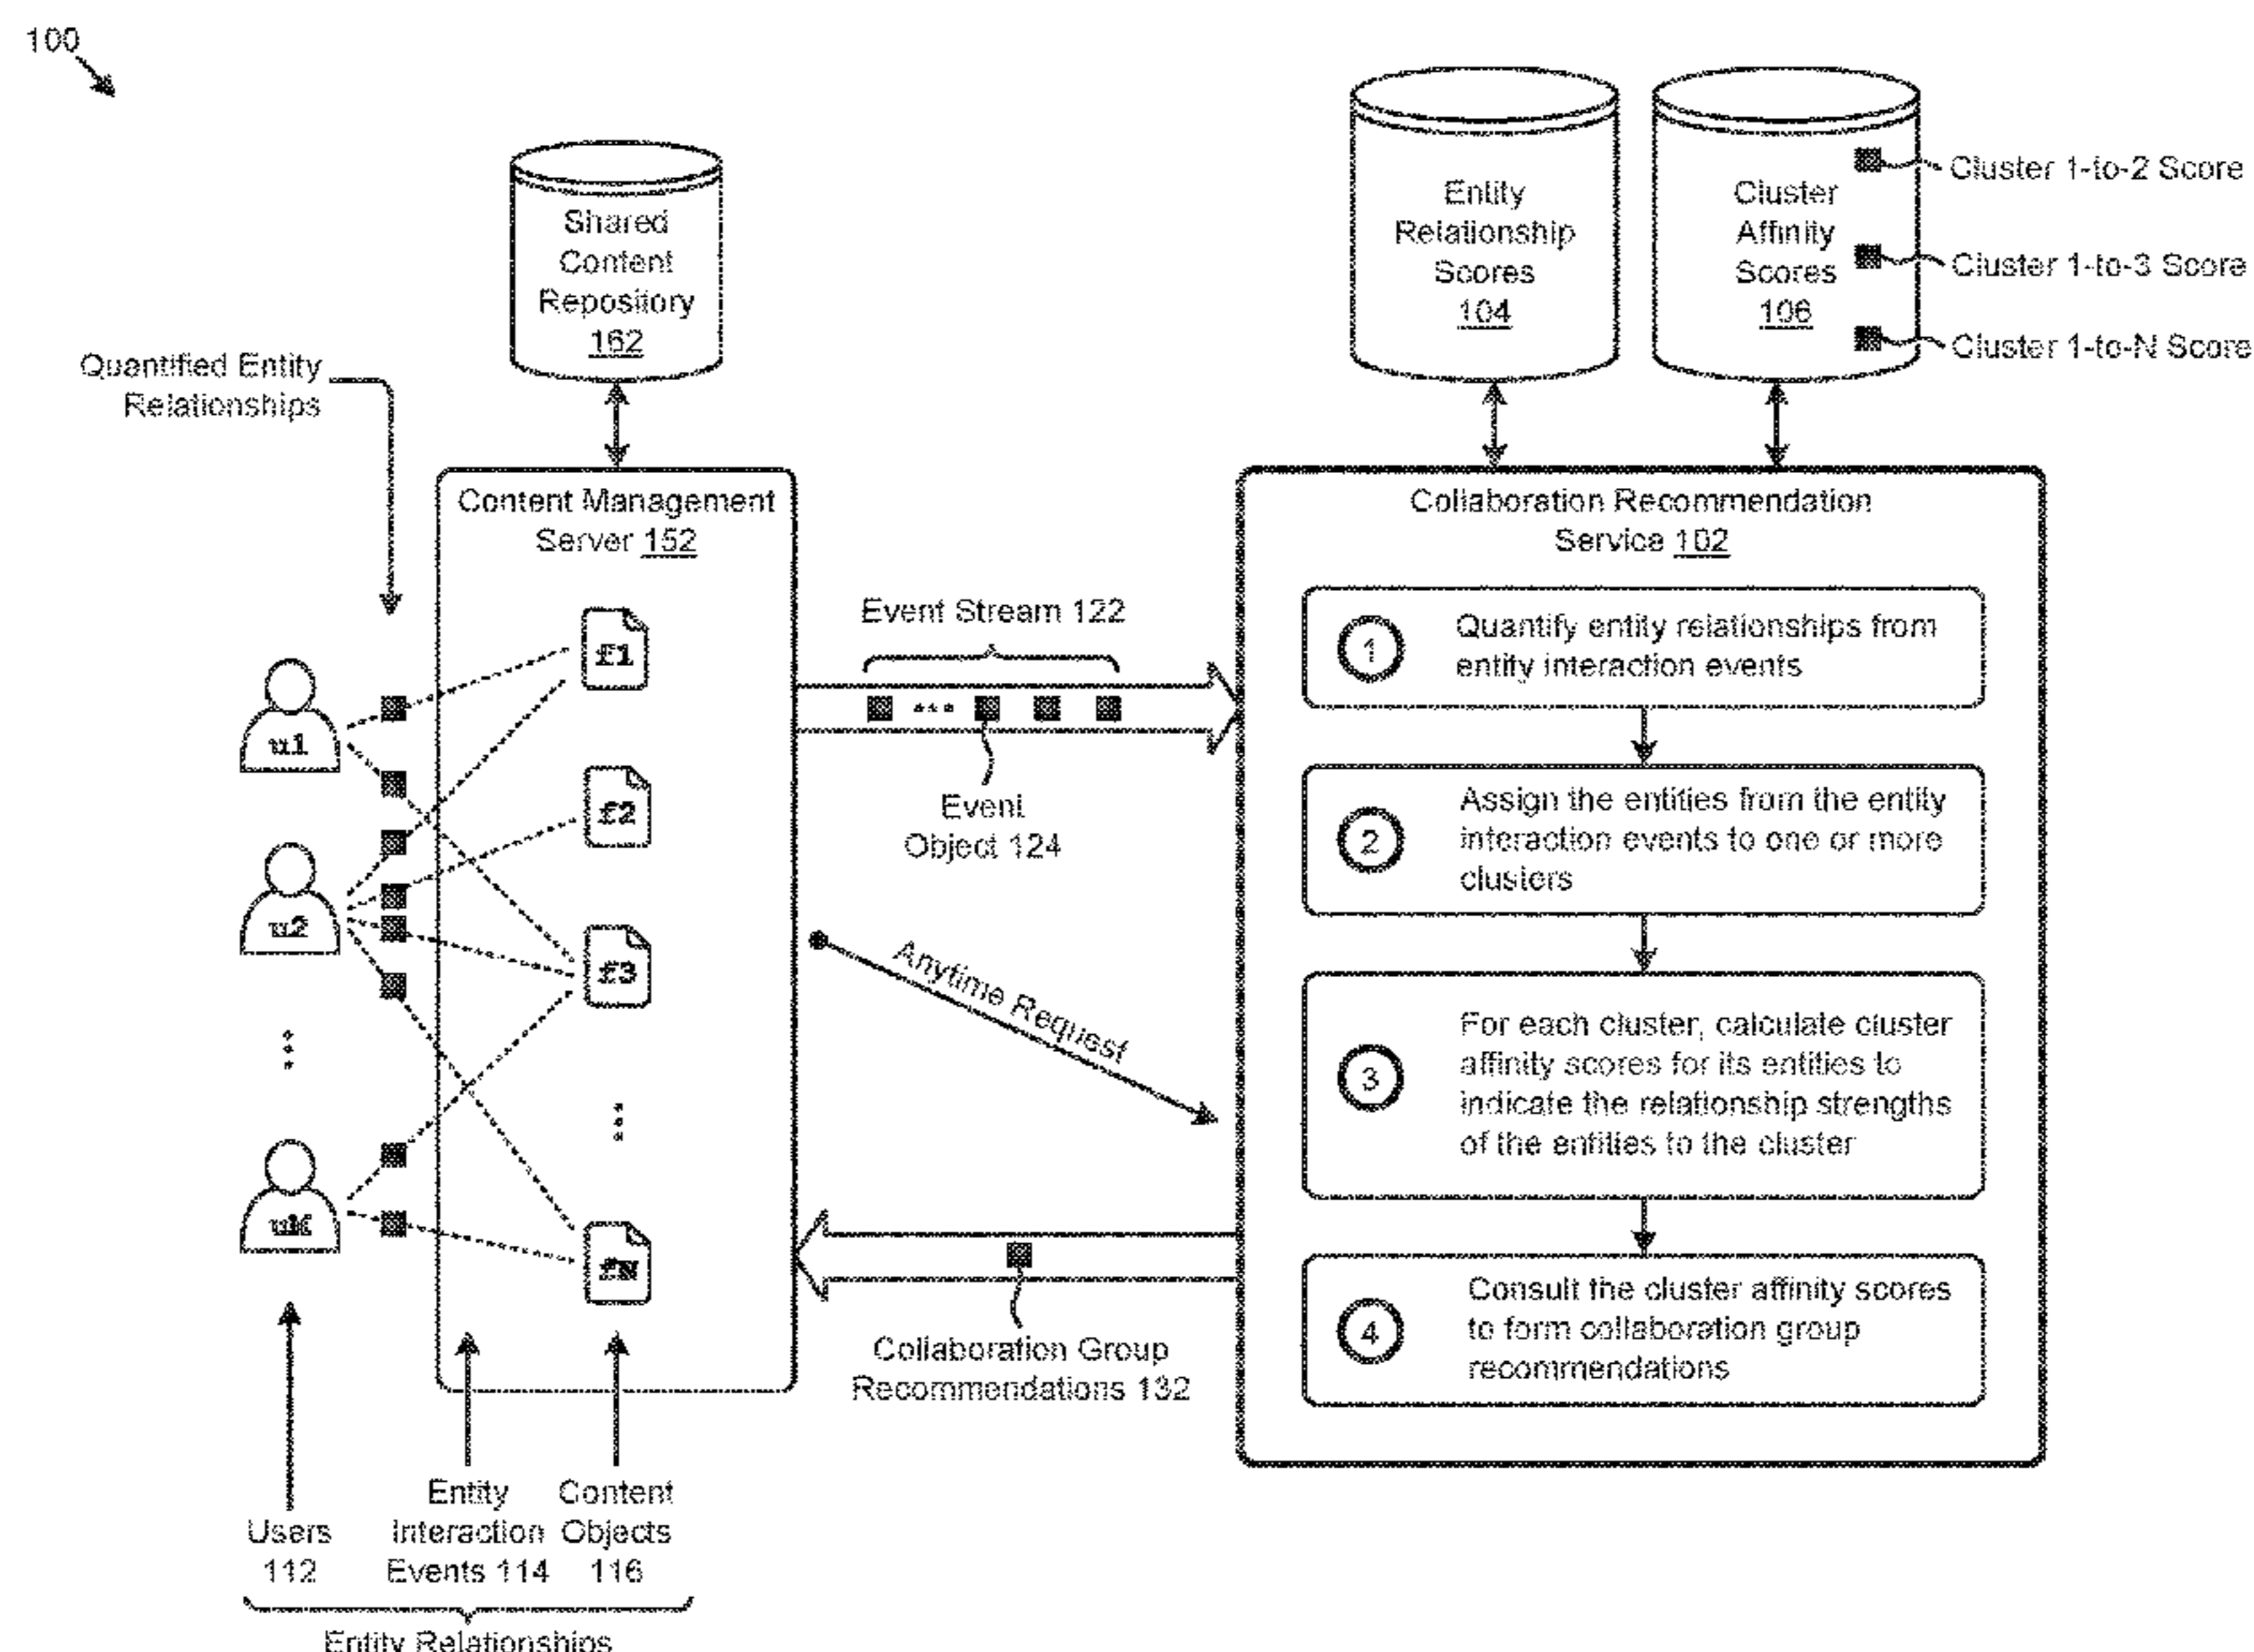 100
Shared
Content
Repository
162
Entity
Relationship
Scores
104
Cluster
Affinity
Scores
106
Cluster 1-to-2 Score
Cluster 1-to-3 Score
Cluster 1-to-N Score
Quantified Entity
Relationships
Content Management
Server 152
f1
f2
f3
fN
u1
u2
uK
Event Stream 122
Event
Object 124
Anytime Request
Collaboration Group
Recommendations 132
Collaboration Recommendation
Service 102
1
Quantify entity relationships from
entity interaction events
2
Assign the entities from the entity
interaction events to one or more
clusters
3
For each cluster, calculate cluster
affinity scores for its entities to
indicate the relationship strengths
of the entities to the cluster
4
Consult the cluster affinity scores
to form collaboration group
recommendations
Users
112
Entity
Interaction
Events 114
Content
Objects
116
Entity Relationships